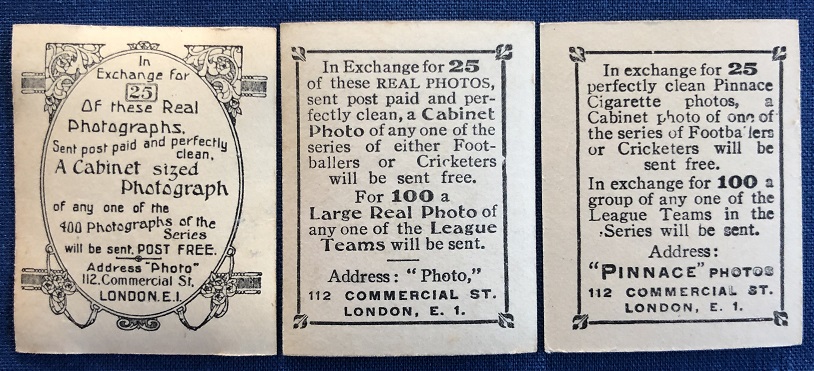 In
Exchange for
25
Of these Real
Photographs.
Sent post paid and perfectly
clean,
A Cabinet sized
Photograph
of any one of the
400 Photographs of the
Series
will be sent, POST FREE.
Address "Photo"
112. Commercial St.
LONDON. E.1.
In Exchange for 25
of these REAL PHOTOS,
sent post paid and per-
fectly clean, a Cabinet
Photo of any one of the
series of either Foot-
ballers or Cricketers
will be sent free.
For 100 a
Large Real Photo of
any one of the League
Teams will be sent.
Address: "Photo,"
112 COMMERCIAL ST.
LONDON, E. 1.
In exchange for 25
perfectly clean Pinnace
Cigarette photos, a
Cabinet photo of one of
the series of Footballers
or Cricketers will be
sent free.
In exchange for 100 a
group of any one of the
League Teams in the
Series will be sent.
Address:
"PINNACE" PHOTOS
112 COMMERCIAL ST.
LONDON, E. 1.